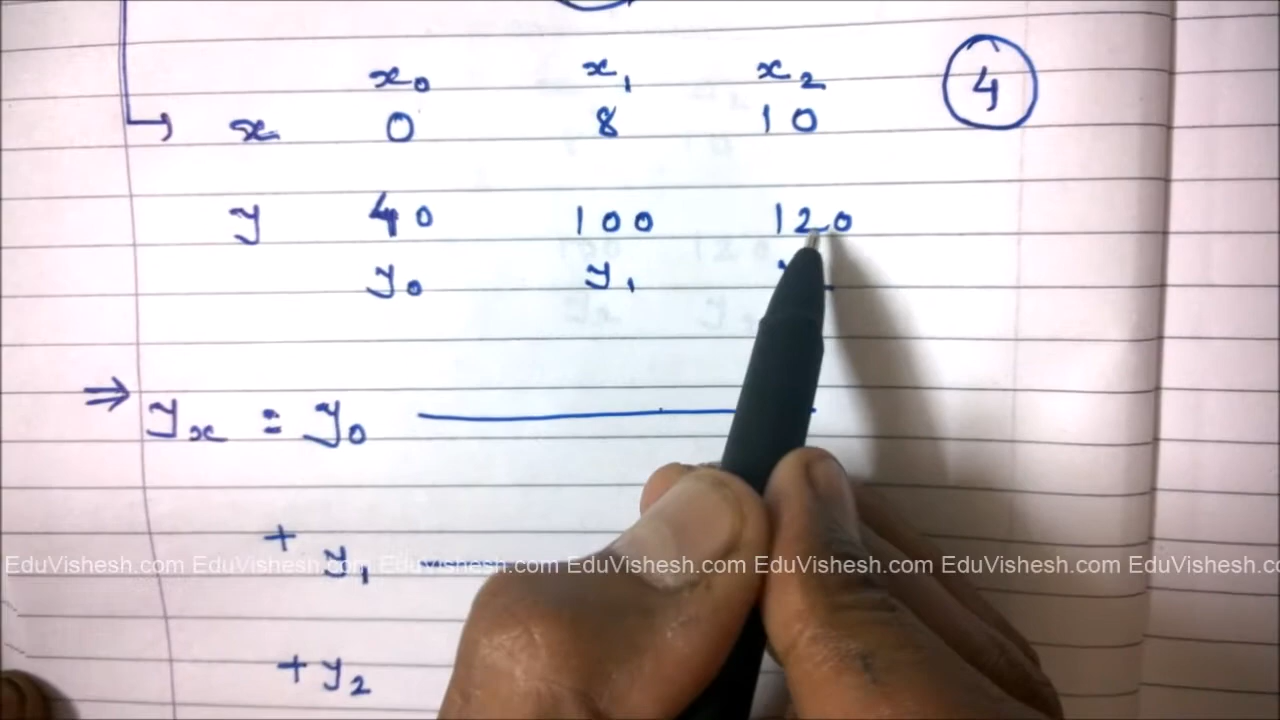 x₀ x₁ x₂ ④
x 0 8 10
y 40 100 120
y₀ y₁
⇒ yₓ = y₀
+ y₁
EduVishesh.com EduVishesh.com EduVishesh.com EduVishesh.com EduVishesh.com EduVishesh.com EduVishesh.c
+ y₂